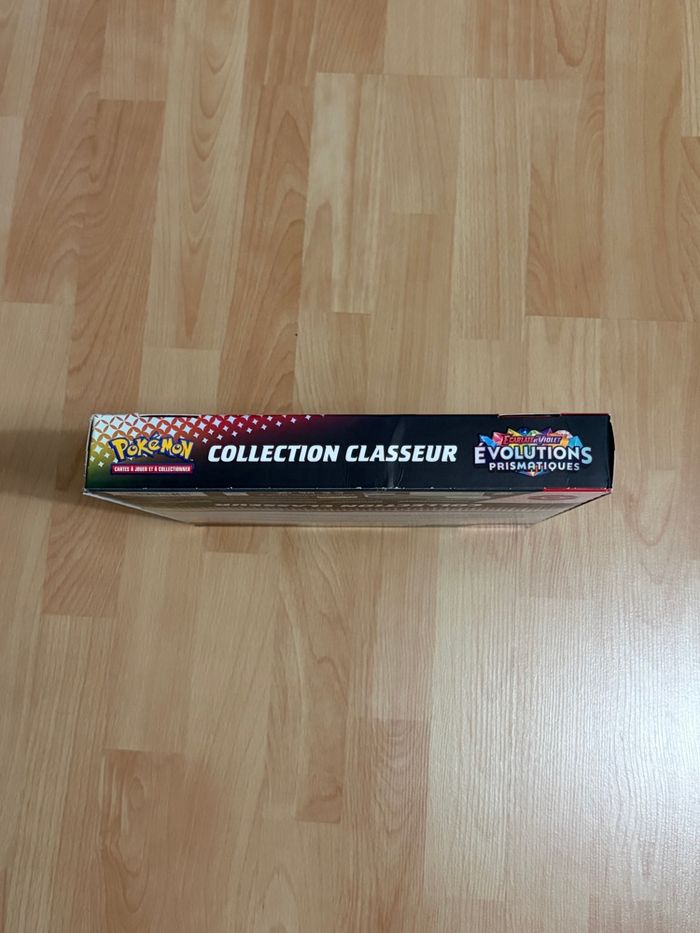 POKéMON
CARTES À JOUER ET À COLLECTIONNER
COLLECTION CLASSEUR
ÉCARLATE ET VIOLET
ÉVOLUTIONS
PRISMATIQUES